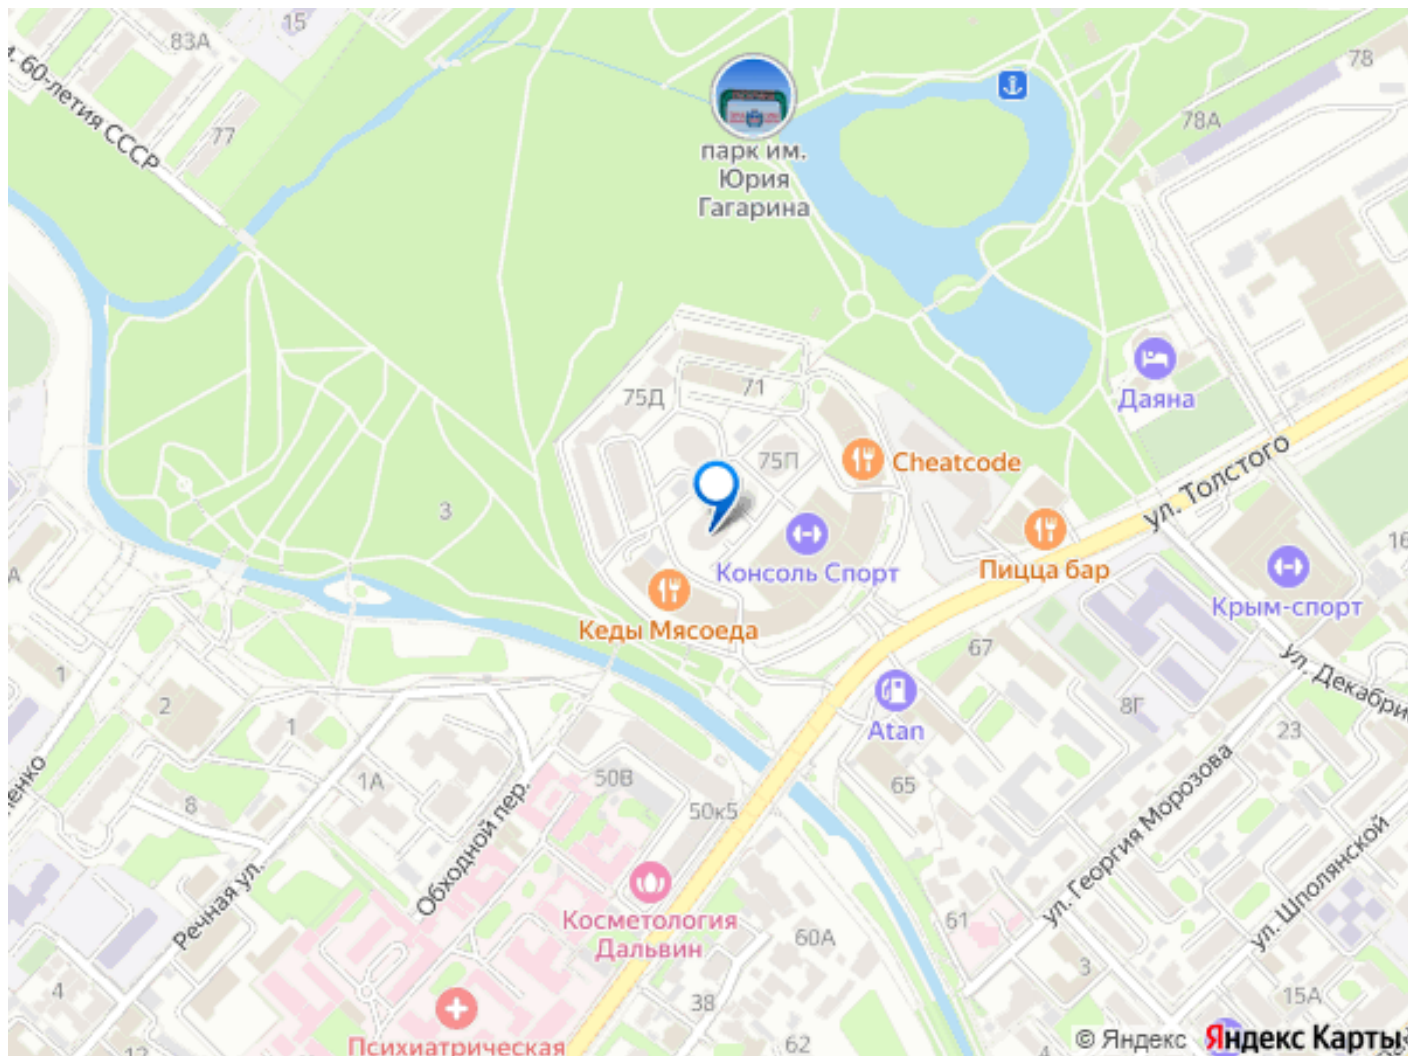 15
83А
78
60-летия СССР
77
78А
парк им.
Юрия
Гагарина
Даяна
75Д
71
ул. Толстого
75П
Cheatcode
3
16
Пицца бар
Консоль Спорт
Крым-спорт
Кеды Мясоеда
67
1
ул. Декабри
2
8Г
1
Atan
23
50В
1А
65
8
50к5
Обходной пер.
ул. Георгия Морозова
Речная ул.
ул. Шполянской
Косметология
Дальвин
61
60А
3
4
38
15А
62
12
Психиатрическая
© Яндекс Яндекс Карты